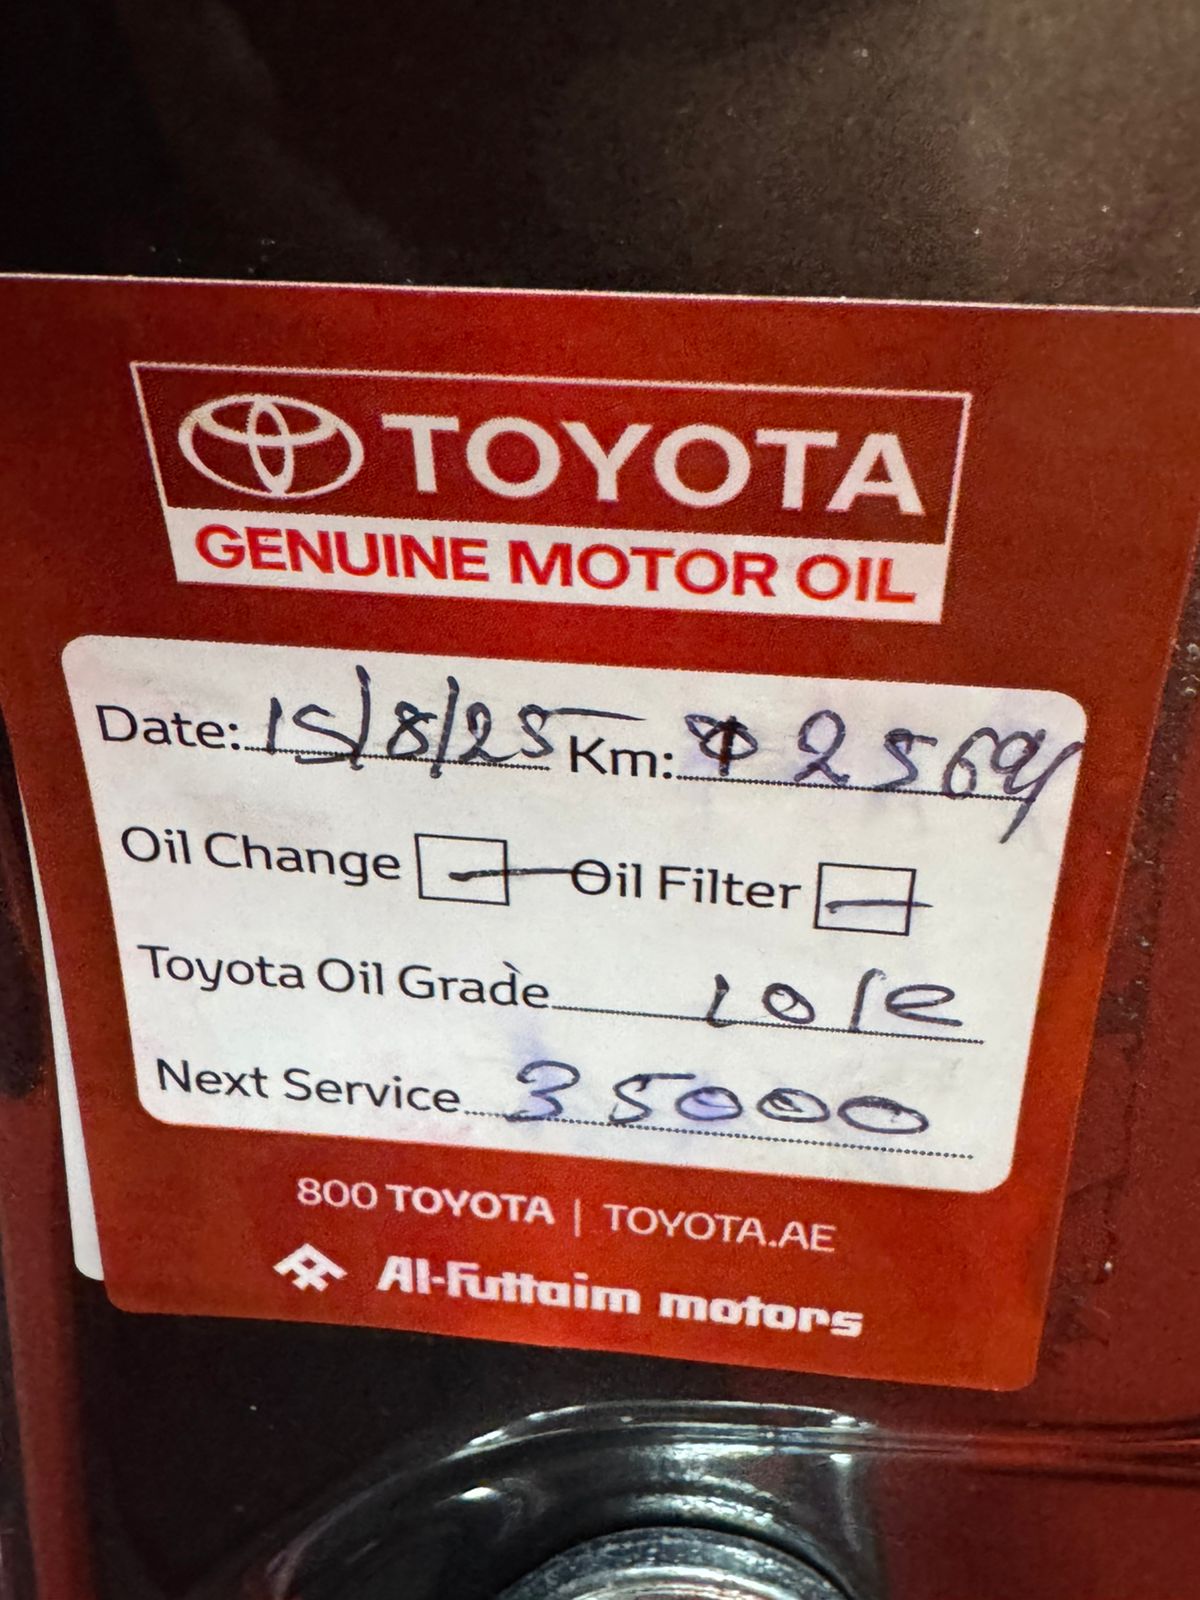 TOYOTA
GENUINE MOTOR OIL
Date: 15/8/25 Km: 2569
Oil Change Oil Filter
Toyota Oil Grade
Next Service 35000
800 TOYOTA | TOYOTA.AE
Al-Futtaim motors